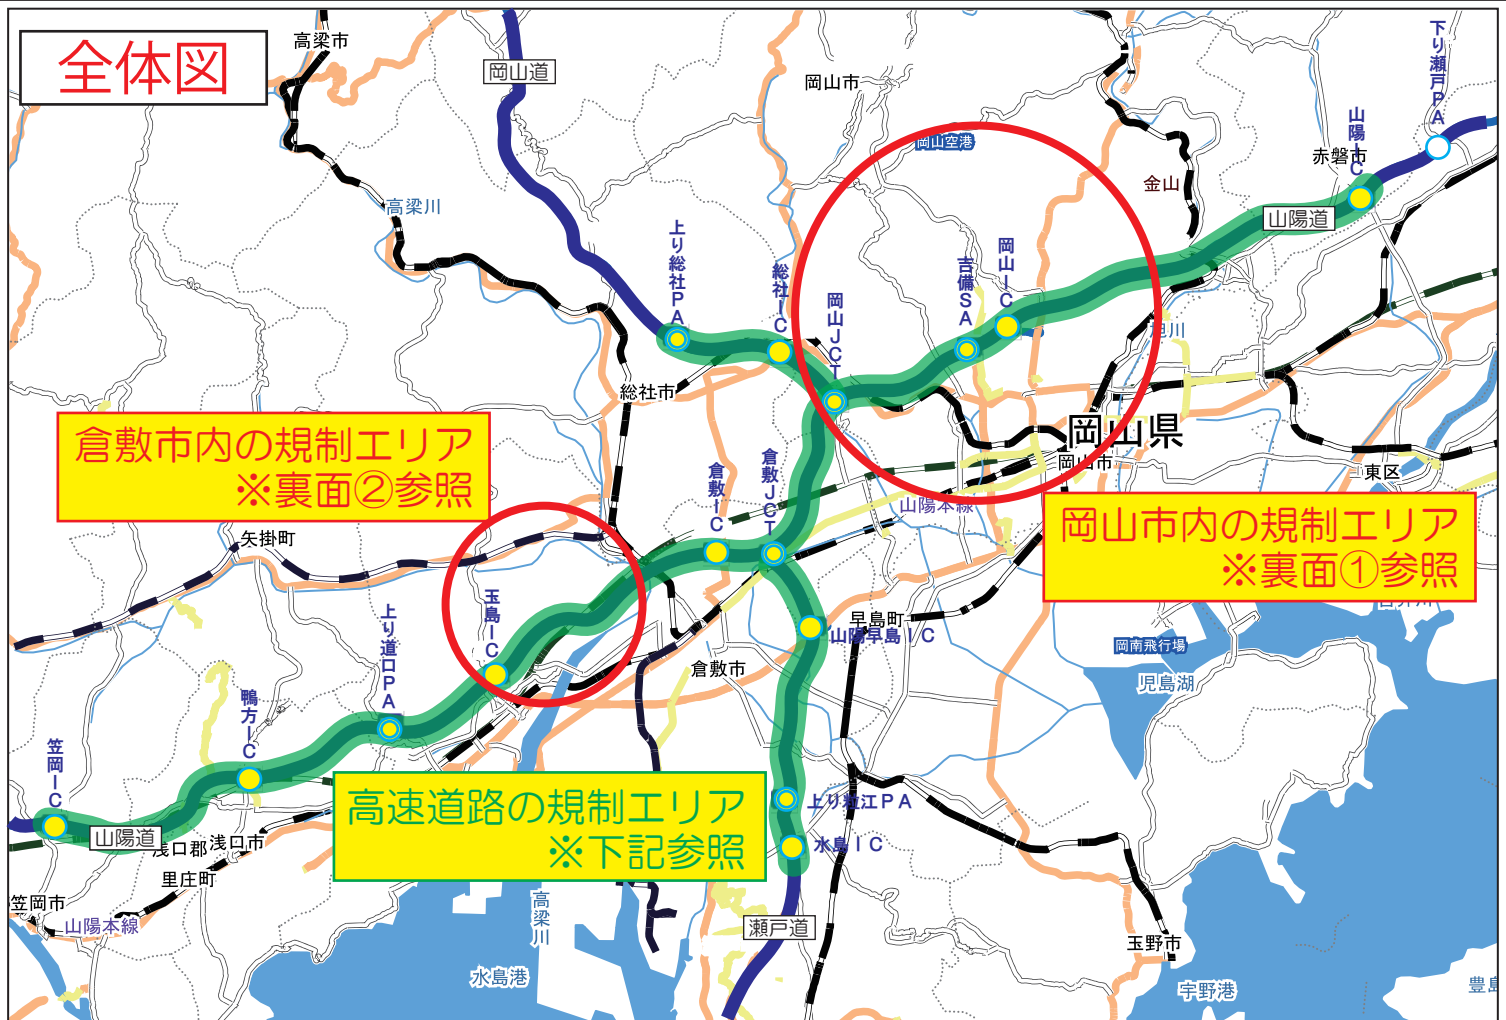 全体図
高梁市
岡山道
岡山市
下り瀬戸PA
山陽IC
赤磐市
岡山空港
金山
高梁川
山陽道
上り総社PA
総社IC
岡山JCT
吉備SA
岡山IC
旭川
総社市
倉敷市内の規制エリア
※裏面②参照
岡山県
岡山市
東区
倉敷IC
倉敷JCT
山陽本線
岡山市内の規制エリア
※裏面①参照
矢掛町
玉島IC
上り道口PA
早島町
山陽早島IC
倉敷市
岡南飛行場
児島湖
鴨方IC
笠岡IC
高速道路の規制エリア
※下記参照
上り粒江PA
水島IC
山陽道
浅口郡
浅口市
里庄町
笠岡市
山陽本線
高梁川
瀬戸道
水島港
玉野市
宇野港
豊島